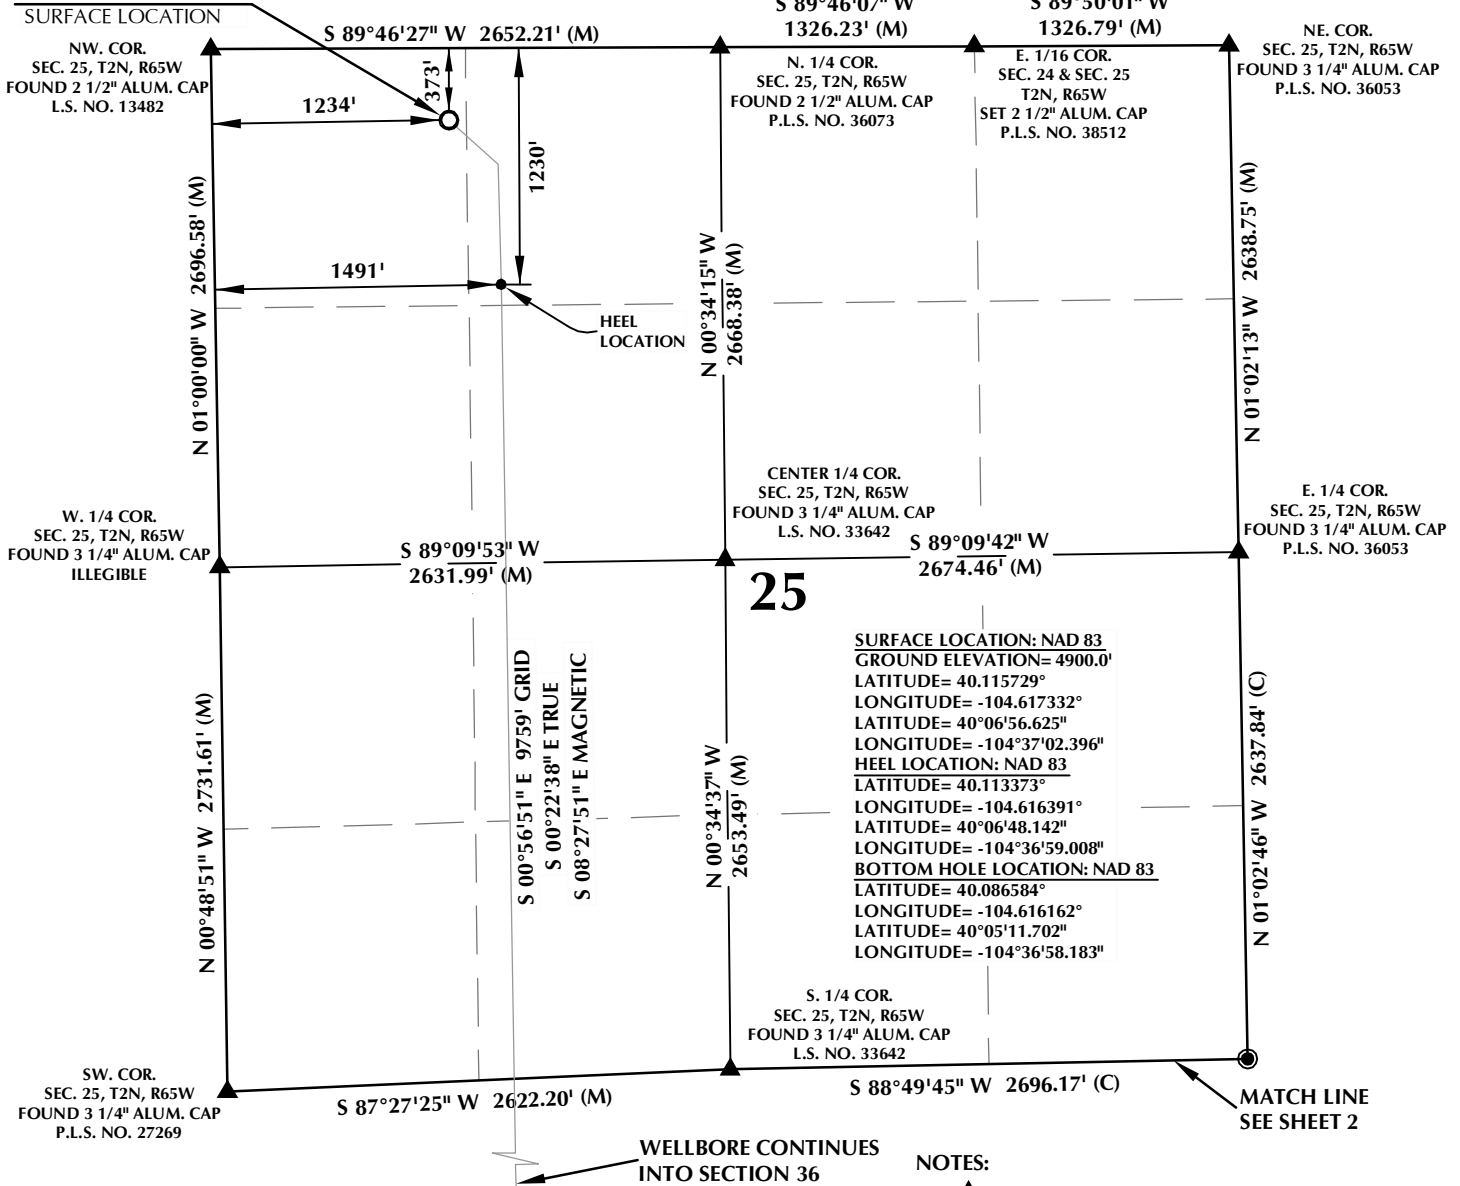 SURFACE LOCATION
S 89°46'27" W 2652.21' (M)
S 89°46'07" W
1326.23' (M)
S 89°50'01" W
1326.79' (M)
NW. COR.
SEC. 25, T2N, R65W
FOUND 2 1/2" ALUM. CAP
L.S. NO. 13482
N. 1/4 COR.
SEC. 25, T2N, R65W
FOUND 2 1/2" ALUM. CAP
P.L.S. NO. 36073
E. 1/16 COR.
SEC. 24 & SEC. 25
T2N, R65W
SET 2 1/2" ALUM. CAP
P.L.S. NO. 38512
NE. COR.
SEC. 25, T2N, R65W
FOUND 3 1/4" ALUM. CAP
P.L.S. NO. 36053
373'
1234'
1230'
1491'
HEEL
LOCATION
N 01°00'00" W 2696.58' (M)
N 00°34'15" W
2668.38' (M)
N 01°02'13" W 2638.75' (M)
W. 1/4 COR.
SEC. 25, T2N, R65W
FOUND 3 1/4" ALUM. CAP
ILLEGIBLE
CENTER 1/4 COR.
SEC. 25, T2N, R65W
FOUND 3 1/4" ALUM. CAP
L.S. NO. 33642
E. 1/4 COR.
SEC. 25, T2N, R65W
FOUND 3 1/4" ALUM. CAP
P.L.S. NO. 36053
S 89°09'53" W
2631.99' (M)
S 89°09'42" W
2674.46' (M)
25
N 00°48'51" W 2731.61' (M)
S 00°56'51" E 9759' GRID
S 00°22'38" E TRUE
S 08°27'51" E MAGNETIC
N 00°34'37" W
2653.49' (M)
SURFACE LOCATION: NAD 83
GROUND ELEVATION= 4900.0'
LATITUDE= 40.115729°
LONGITUDE= -104.617332°
LATITUDE= 40°06'56.625"
LONGITUDE= -104°37'02.396"
HEEL LOCATION: NAD 83
LATITUDE= 40.113373°
LONGITUDE= -104.616391°
LATITUDE= 40°06'48.142"
LONGITUDE= -104°36'59.008"
BOTTOM HOLE LOCATION: NAD 83
LATITUDE= 40.086584°
LONGITUDE= -104.616162°
LATITUDE= 40°05'11.702"
LONGITUDE= -104°36'58.183"
N 01°02'46" W 2637.84' (C)
SW. COR.
SEC. 25, T2N, R65W
FOUND 3 1/4" ALUM. CAP
P.L.S. NO. 27269
S. 1/4 COR.
SEC. 25, T2N, R65W
FOUND 3 1/4" ALUM. CAP
L.S. NO. 33642
S 87°27'25" W 2622.20' (M)
S 88°49'45" W 2696.17' (C)
MATCH LINE
SEE SHEET 2
WELLBORE CONTINUES
INTO SECTION 36
NOTES: